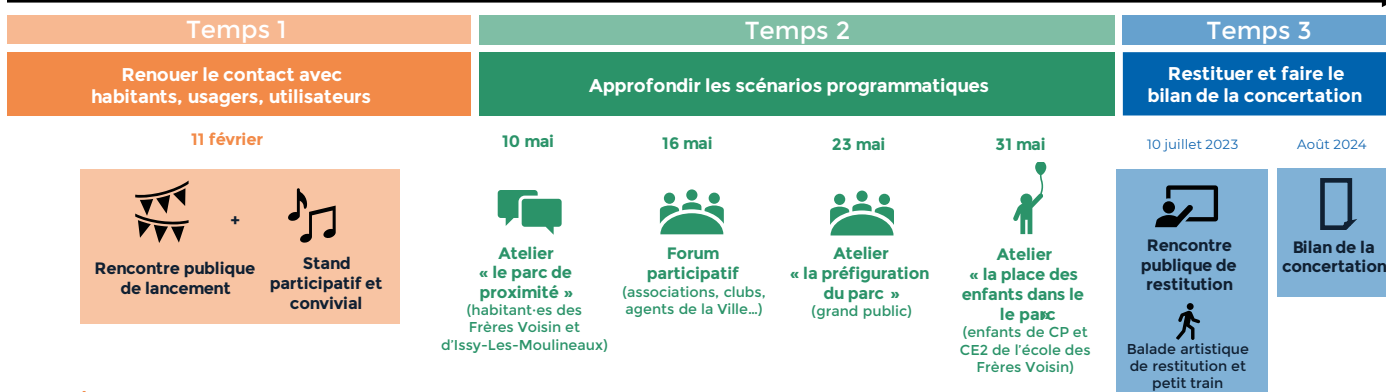 Temps 1
Temps 2
Temps 3
Renouer le contact avec
habitants, usagers, utilisateurs
Approfondir les scénarios programmatiques
Restituer et faire le
bilan de la concertation
11 février
10 mai
16 mai
23 mai
31 mai
10 juillet 2023
Août 2024
+
Rencontre publique
de lancement
Stand
participatif et
convivial
Atelier
« le parc de
proximité »
(habitant·es des
Frères Voisin et
d'Issy-Les-Moulineaux)
Forum
participatif
(associations, clubs,
agents de la Ville…)
Atelier
« la préfiguration
du parc »
(grand public)
Atelier
« la place des
enfants dans le
le parc »
(enfants de CP et
CE2 de l'école des
Frères Voisin)
Rencontre
publique de
restitution
Balade artistique
de restitution et
petit train
Bilan de la
concertation